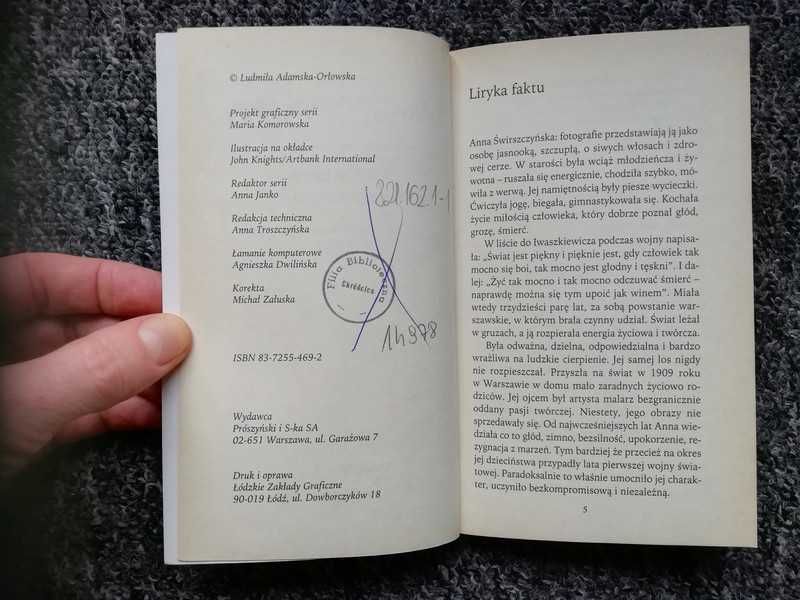 © Ludmiła Adamska-Orłowska
Projekt graficzny serii
Maria Komorowska
Ilustracja na okładce
John Knights/Artbank International
Redaktor serii
Anna Janko
Redakcja techniczna
Anna Troszczyńska
Łamanie komputerowe
Agnieszka Dwilińska
Korekta
Michał Załuska
821.162.1-1
Filia Biblioteczna
14978
ISBN 83-7255-469-2
Wydawca
Prószyński i S-ka SA
02-651 Warszawa, ul. Garażowa 7
Druk i oprawa
Łódzkie Zakłady Graficzne
90-019 Łódź, ul. Dowborczyków 18
Liryka faktu
Anna Świrszczyńska: fotografie przedstawiają ją jako
osobę jasnooką, szczupłą, o siwych włosach i zdro-
wej cerze. W starości była wciąż młodzieńcza i ży-
wotna – ruszała się energicznie, chodziła szybko, mó-
wiła z werwą. Jej namiętnością były piesze wycieczki.
Ćwiczyła jogę, biegała, gimnastykowała się. Kochała
życie miłością człowieka, który dobrze poznał głód,
grozę, śmierć.
W liście do Iwaszkiewicza podczas wojny napisa-
ła: „Świat jest piękny i pięknie jest, gdy człowiek tak
mocno się boi, tak mocno jest głodny i tęskni”. I da-
lej: „Żyć tak mocno i tak mocno odczuwać śmierć –
naprawdę można się tym upoić jak winem”. Miała
wtedy trzydzieści parę lat, za sobą powstanie war-
szawskie, w którym brała czynny udział. Świat leżał
w gruzach, a ją rozpierała energia życiowa i twórcza.
Była odważna, dzielna, odpowiedzialna i bardzo
wrażliwa na ludzkie cierpienie. Jej samej los nigdy
nie rozpieszczał. Przyszła na świat w 1909 roku
w Warszawie w domu mało zaradnych życiowo ro-
dziców. Jej ojcem był artysta malarz bezgranicznie
oddany pasji twórczej. Niestety, jego obrazy nie
sprzedawały się. Od najwcześniejszych lat Anna wie-
działa co to głód, zimno, bezsilność, upokorzenie, re-
zygnacja z marzeń. Tym bardziej że przecież na okres
jej dzieciństwa przypadły lata pierwszej wojny świa-
towej. Paradoksalnie to właśnie umocniło jej charak-
ter, uczyniło bezkompromisową i niezależną.
5